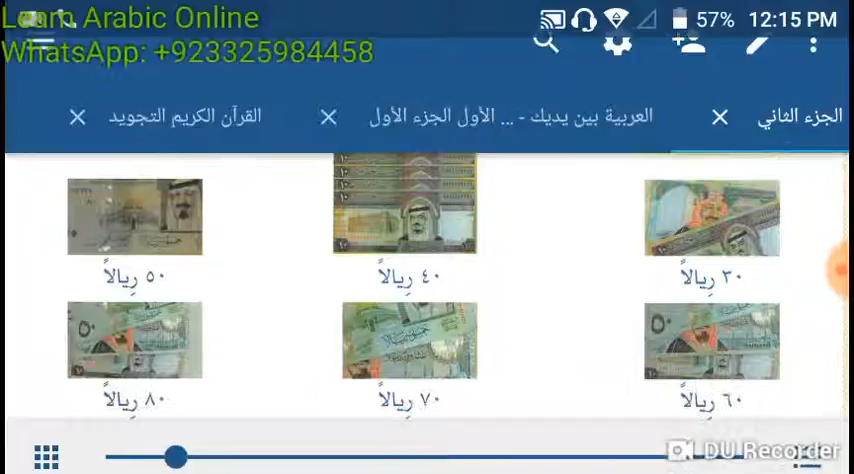 Learn Arabic Online
57% 12:15 PM
WhatsApp: +923325984458
الجزء الثاني
العربية بين يديك - ... الأول الجزء الأول
القرآن الكريم التجويد
٣٠ رِيالاً
٤٠ رِيالاً
٥٠ رِيالاً
٦٠ رِيالاً
٧٠ رِيالاً
٨٠ رِيالاً
DU Recorder